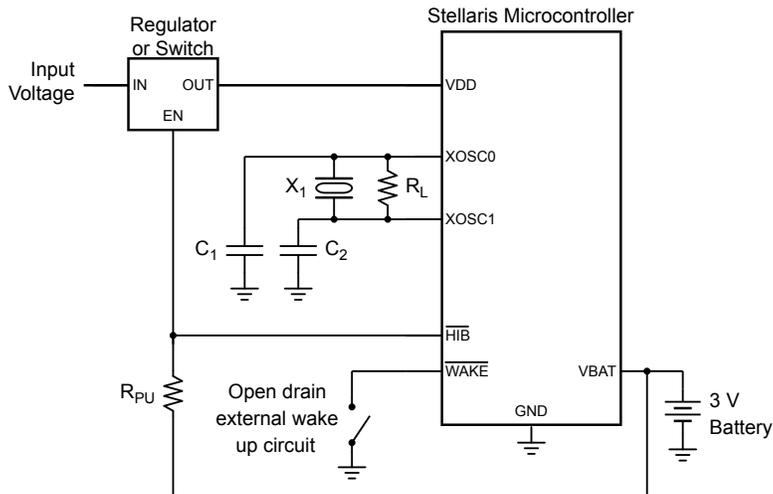 Stellaris Microcontroller
Regulator
or Switch
Input
Voltage
IN
OUT
EN
VDD
XOSC0
X1
RL
XOSC1
C1
C2
HIB
WAKE
VBAT
RPU
Open drain
external wake
up circuit
GND
3 V
Battery